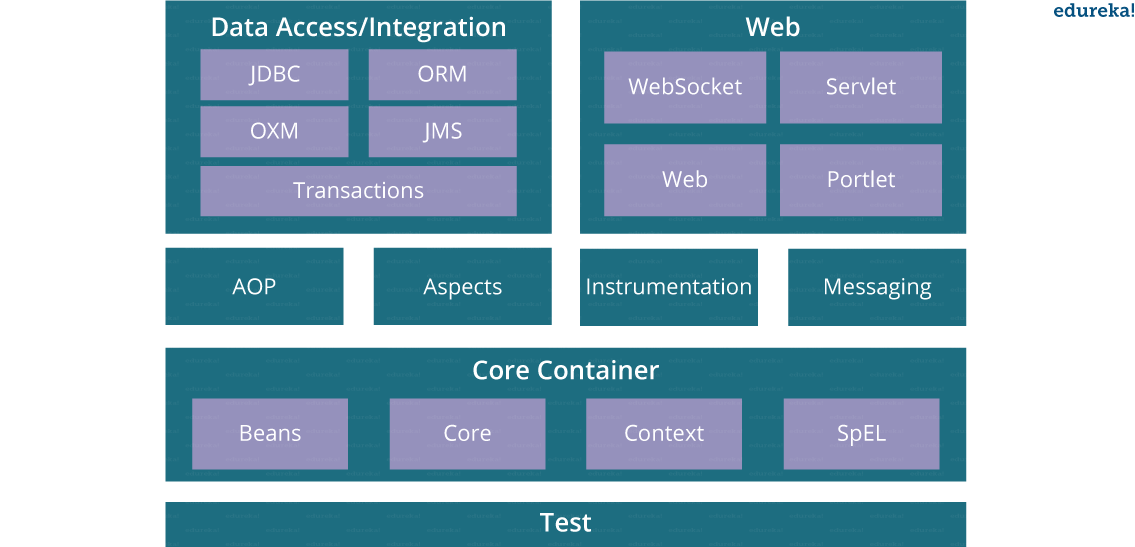 edureka!
Data Access/Integration
JDBC
ORM
OXM
JMS
Transactions
Web
WebSocket
Servlet
Web
Portlet
AOP
Aspects
Instrumentation
Messaging
Core Container
Beans
Core
Context
SpEL
Test